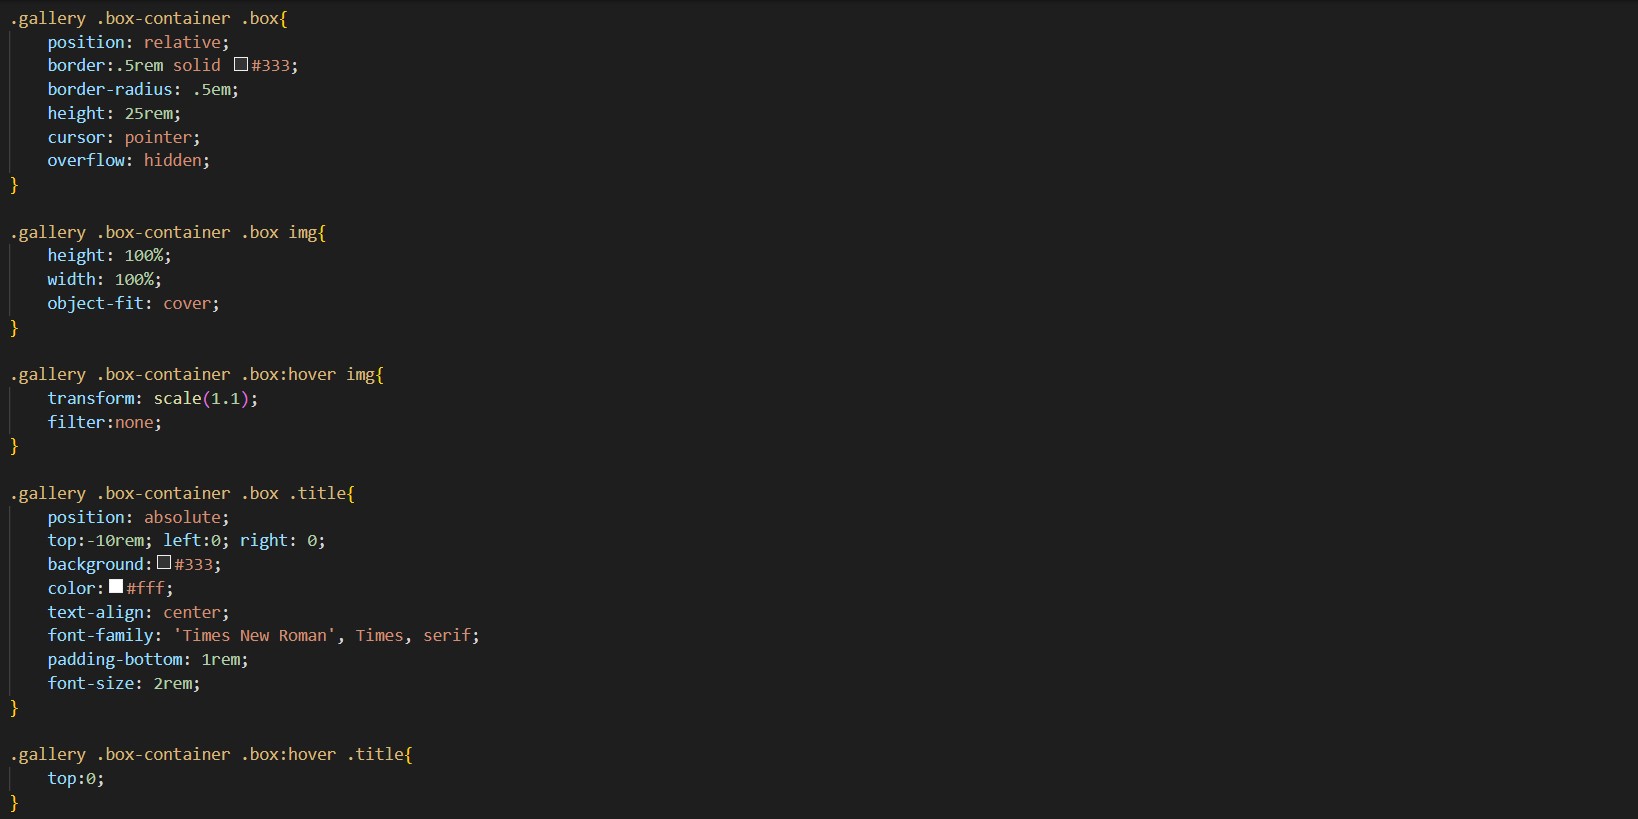 .gallery .box-container .box{
    position: relative;
    border:.5rem solid #333;
    border-radius: .5em;
    height: 25rem;
    cursor: pointer;
    overflow: hidden;
}

.gallery .box-container .box img{
    height: 100%;
    width: 100%;
    object-fit: cover;
}

.gallery .box-container .box:hover img{
    transform: scale(1.1);
    filter:none;
}

.gallery .box-container .box .title{
    position: absolute;
    top:-10rem; left:0; right: 0;
    background:#333;
    color:#fff;
    text-align: center;
    font-family: 'Times New Roman', Times, serif;
    padding-bottom: 1rem;
    font-size: 2rem;
}

.gallery .box-container .box:hover .title{
    top:0;
}